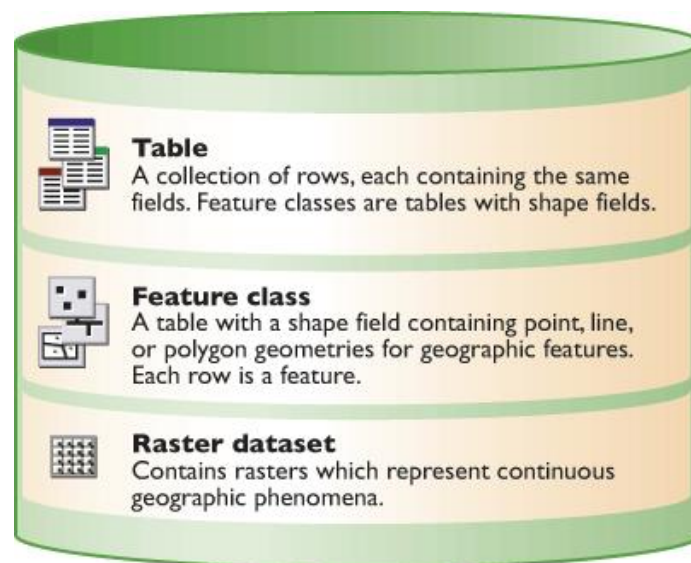 Table
A collection of rows, each containing the same
fields. Feature classes are tables with shape fields.
Feature class
A table with a shape field containing point, line,
or polygon geometries for geographic features.
Each row is a feature.
Raster dataset
Contains rasters which represent continuous
geographic phenomena.